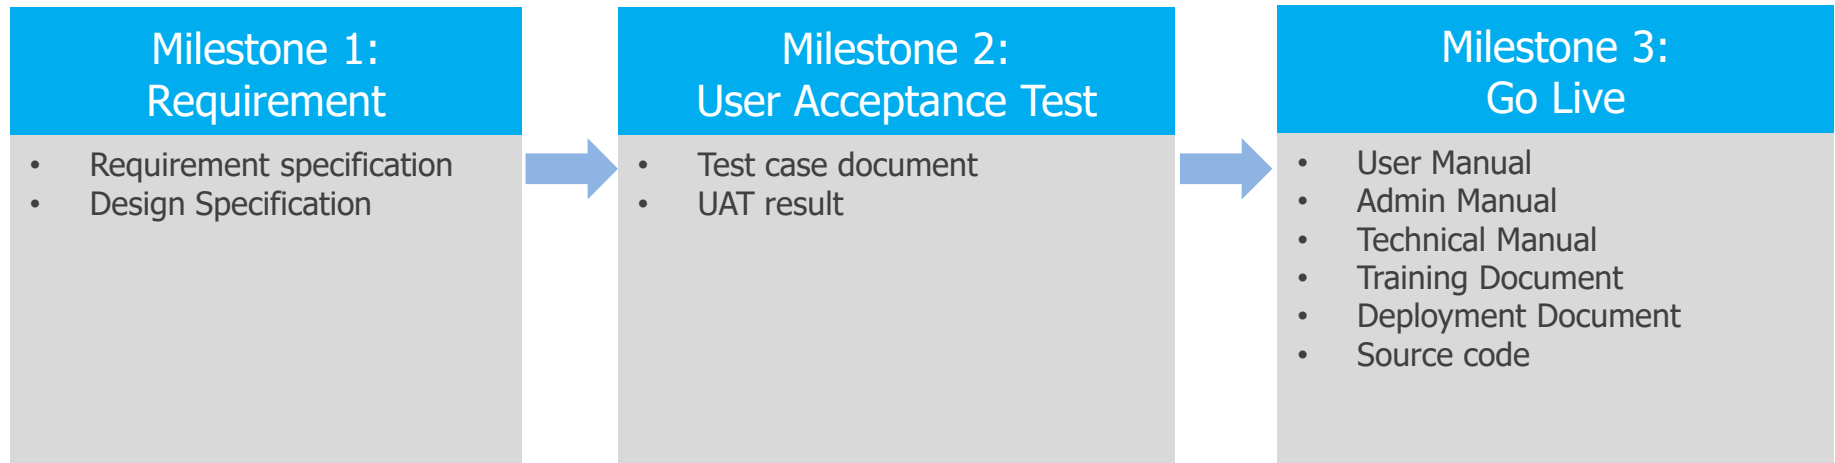 Milestone 1:
Requirement
• Requirement specification
• Design Specification
Milestone 2:
User Acceptance Test
• Test case document
• UAT result
Milestone 3:
Go Live
• User Manual
• Admin Manual
• Technical Manual
• Training Document
• Deployment Document
• Source code